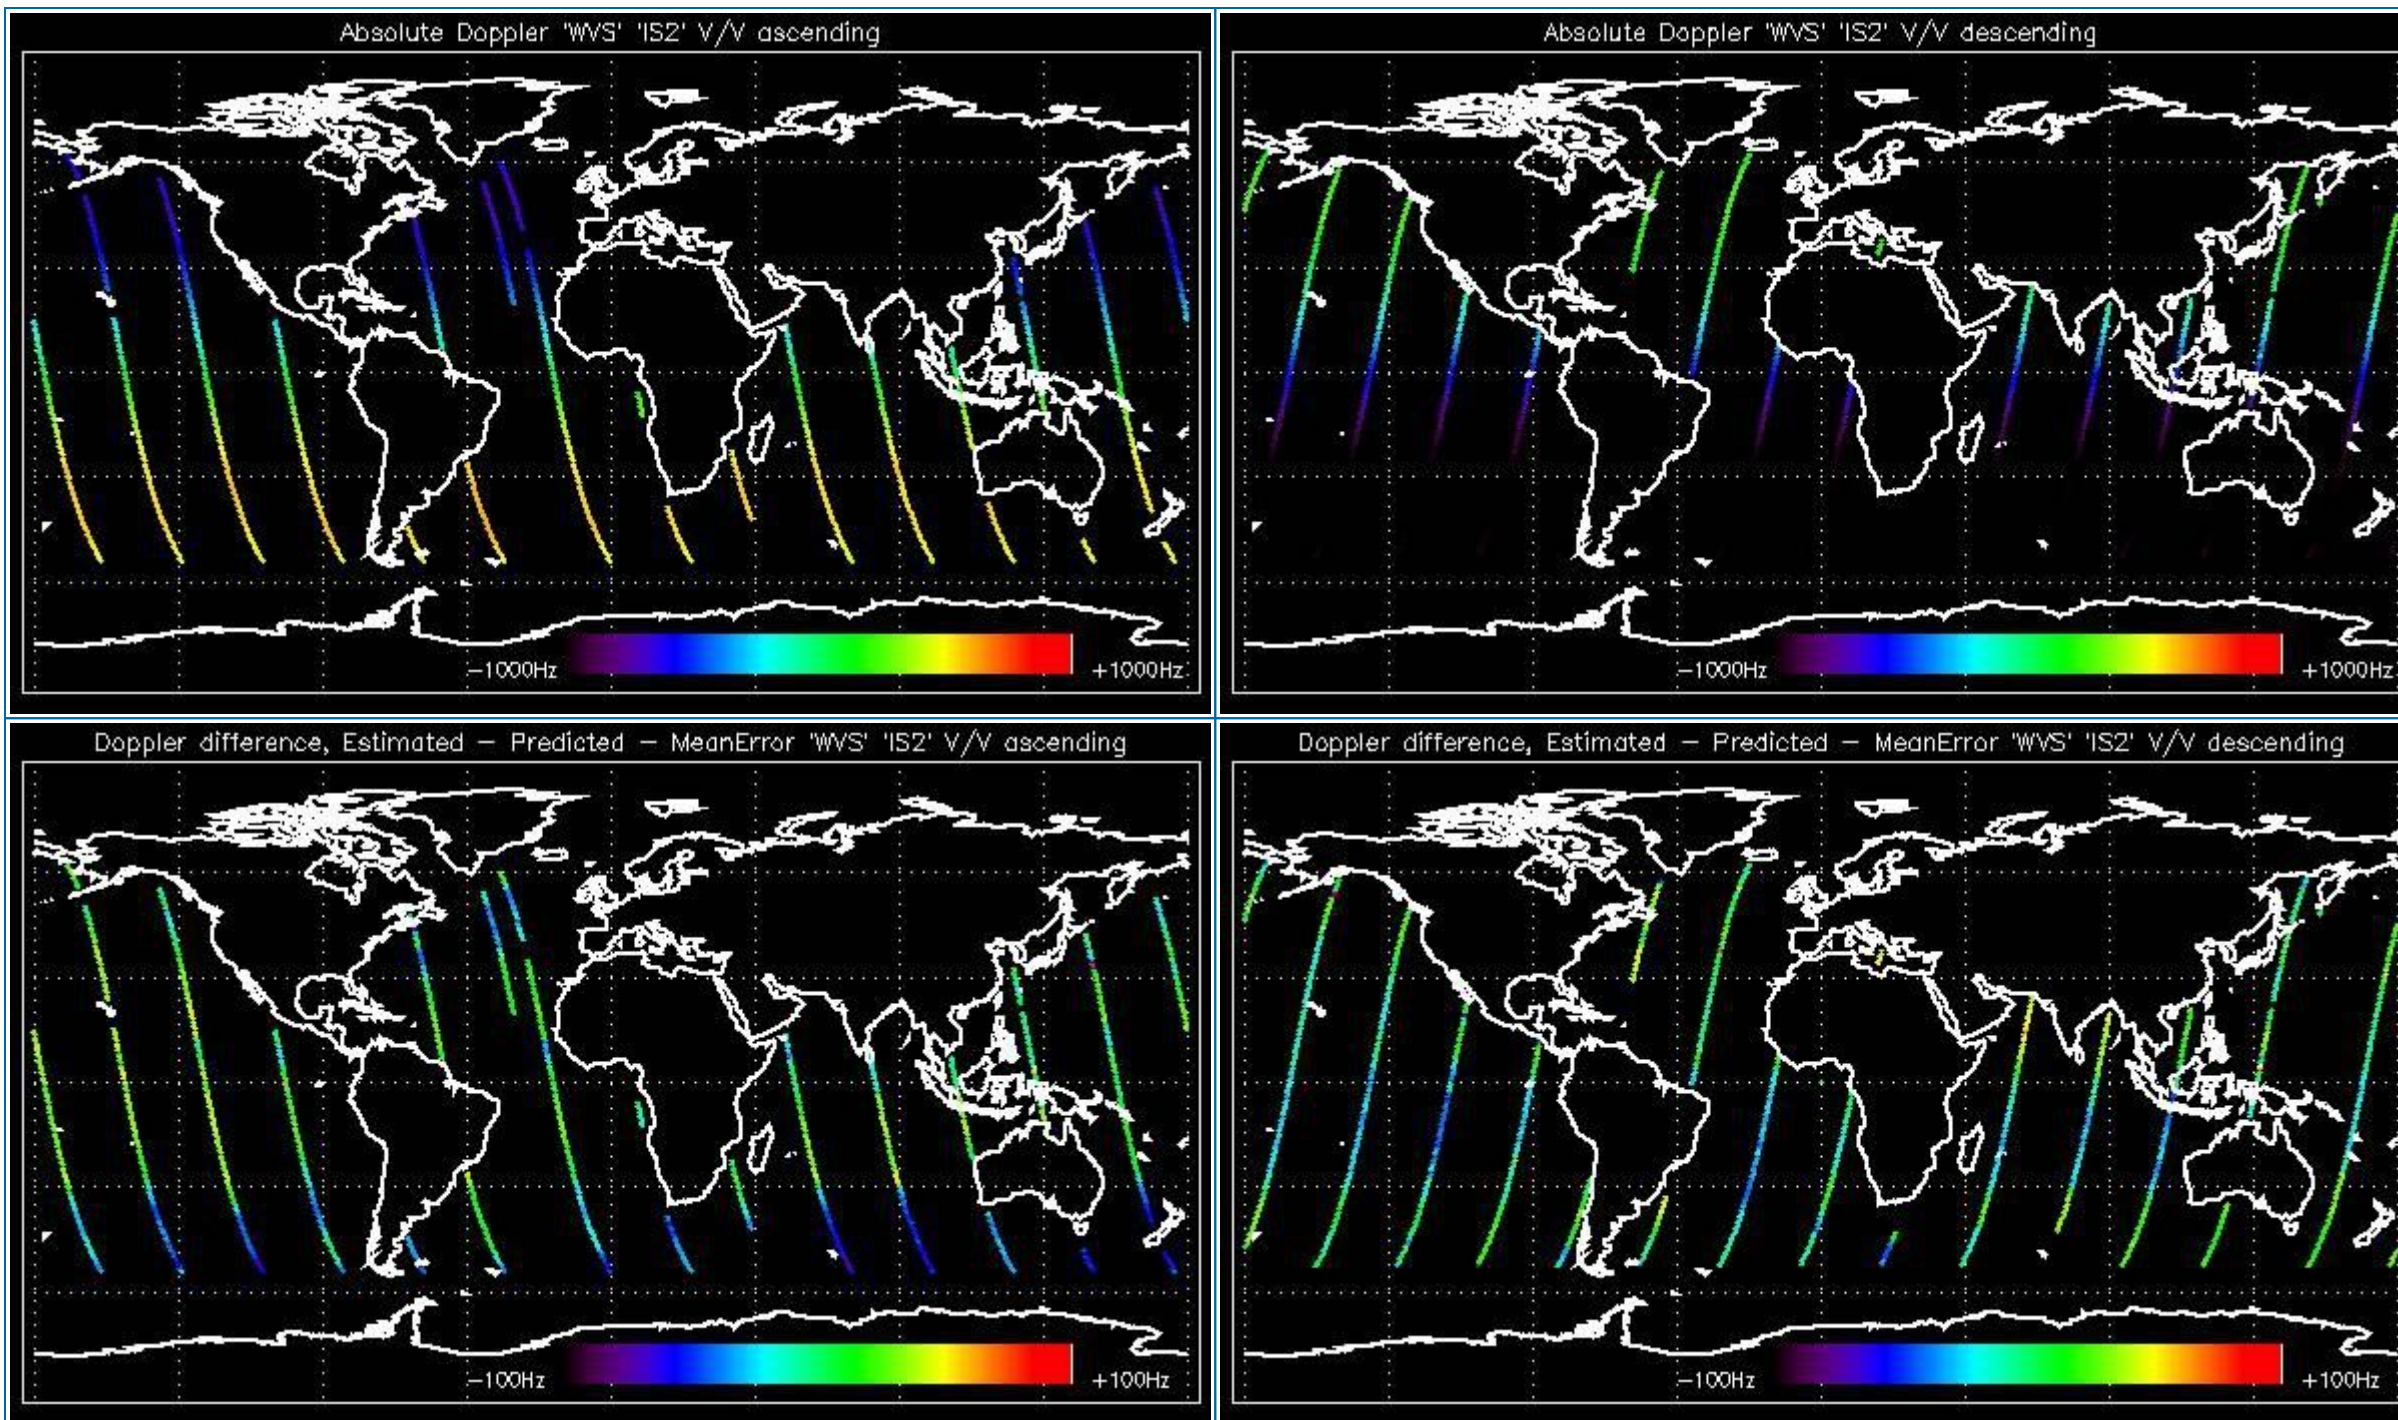 Absolute Doppler 'WVS' 'IS2' V/V ascending
-1000Hz
+1000Hz
Absolute Doppler 'WVS' 'IS2' V/V descending
-1000Hz
+1000Hz
Doppler difference, Estimated - Predicted - MeanError 'WVS' 'IS2' V/V ascending
-100Hz
+100Hz
Doppler difference, Estimated - Predicted - MeanError 'WVS' 'IS2' V/V descending
-100Hz
+100Hz